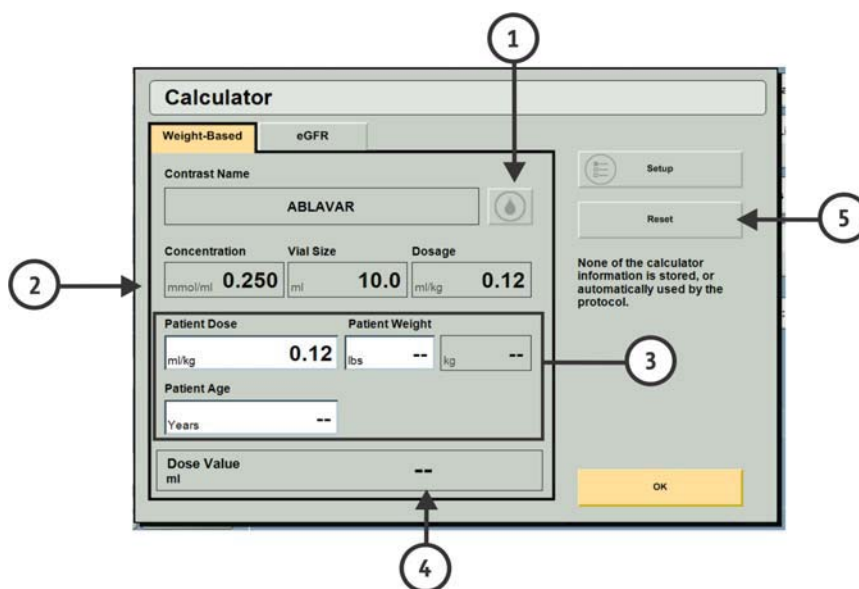 1
Calculator
Weight-Based eGFR
Contrast Name
ABLAVAR
Setup
Reset
5
Concentration Vial Size Dosage
mmol/ml 0.250 ml 10.0 ml/kg 0.12
None of the calculator
information is stored, or
automatically used by the
protocol.
2
Patient Dose Patient Weight
ml/kg 0.12 lbs -- kg --
3
Patient Age
Years --
Dose Value
ml --
OK
4